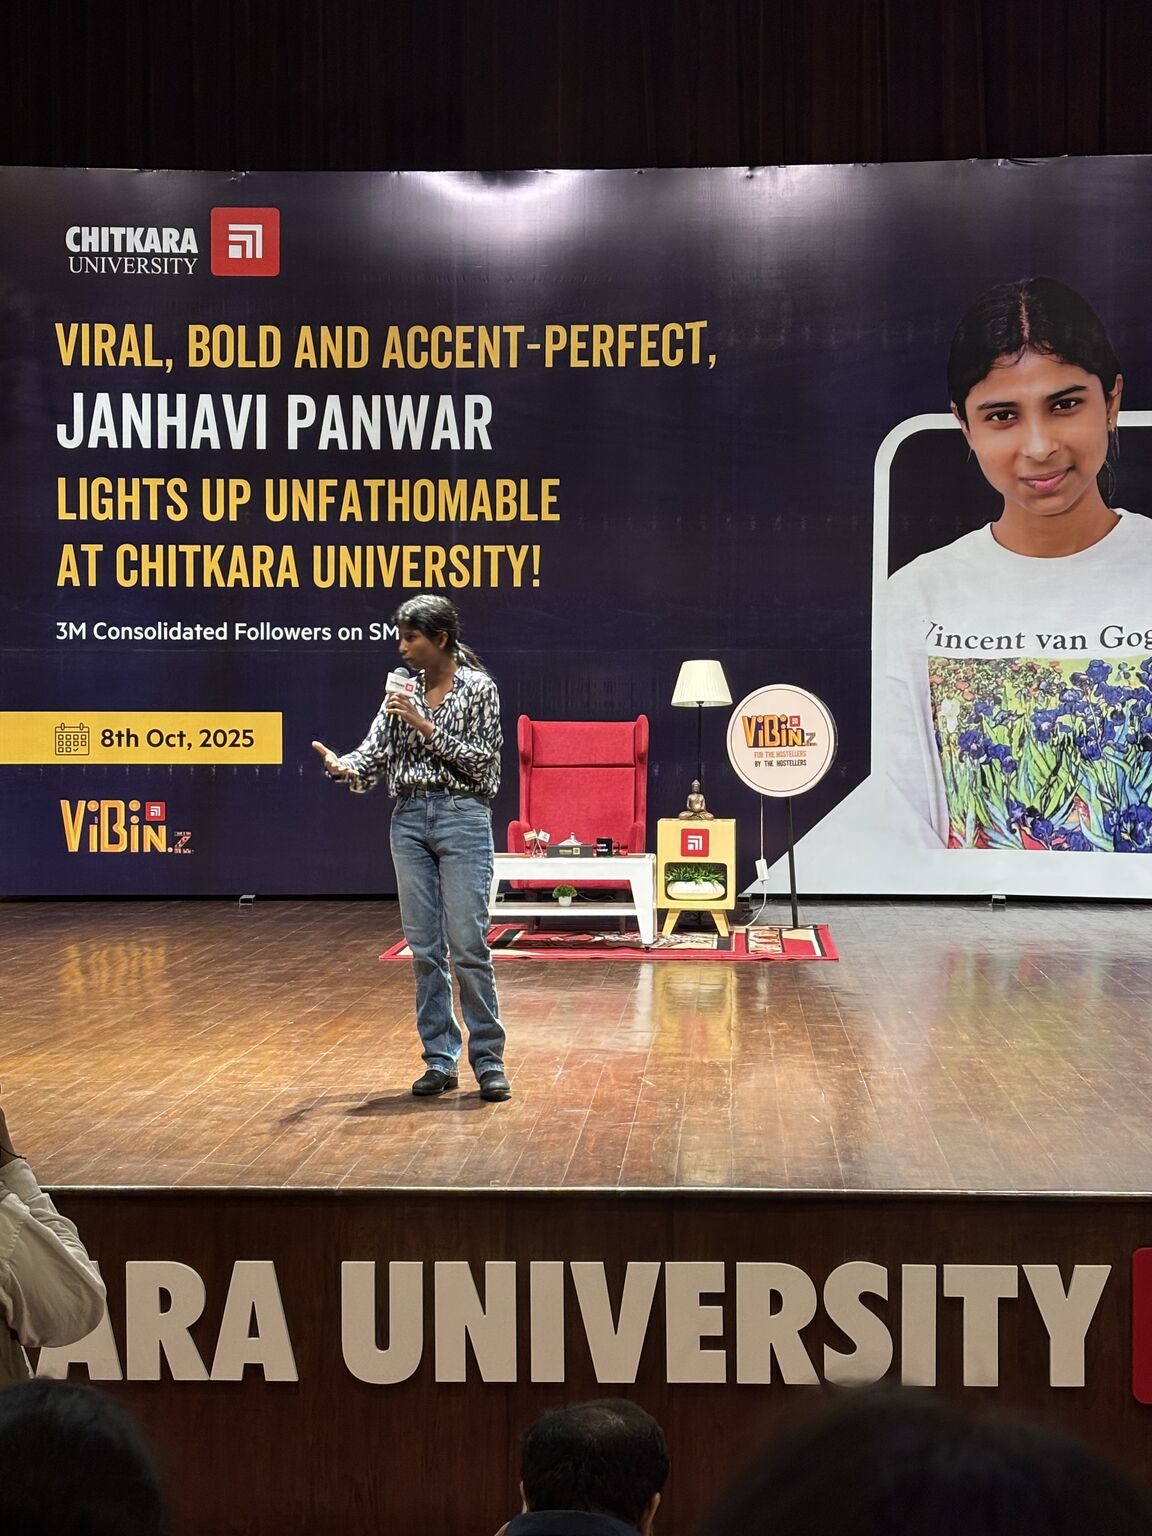 CHITKARA
UNIVERSITY
VIRAL, BOLD AND ACCENT-PERFECT,
JANHAVI PANWAR
LIGHTS UP UNFATHOMABLE
AT CHITKARA UNIVERSITY!
3M Consolidated Followers on SM
8th Oct, 2025
ViBiN.z
incent van Gog
ViBiN.z
FOR THE HOSTELLERS
BY THE HOSTELLERS
ARA UNIVERSITY